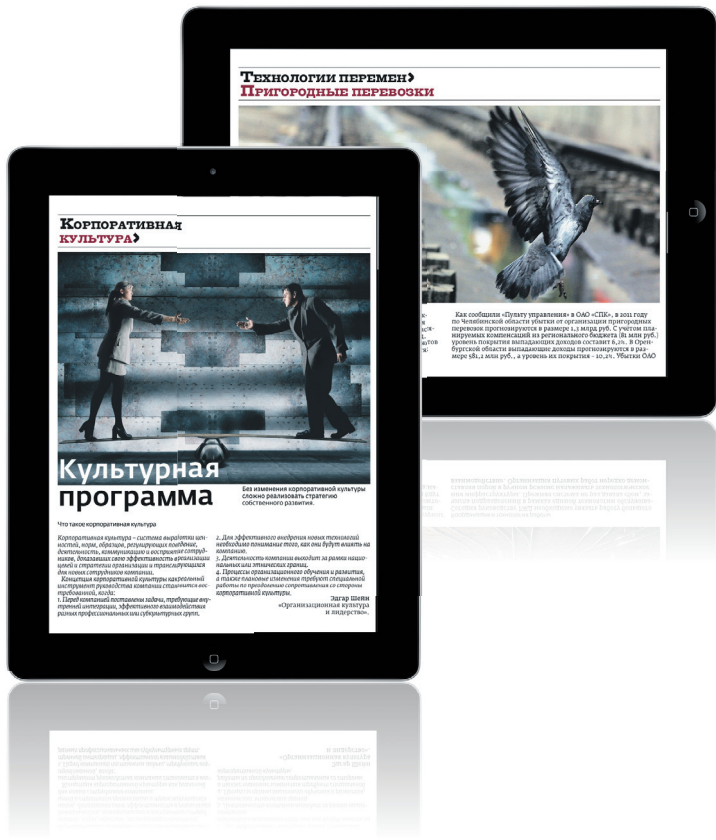 Технологии перемен›
Пригородные перевозки
Как сообщили «Пульту управления» в ОАО «СПК», в 2011 году
по Челябинской области убытки от организации пригородных
перевозок прогнозируются в размере 1,3 млрд руб. С учётом пла-
нируемых компенсаций из регионального бюджета (81 млн руб.)
уровень покрытия выпадающих доходов составит 6,2%. В Орен-
бургской области выпадающие доходы прогнозируются в раз-
мере 581,2 млн руб., а уровень их покрытия - 10,2%. Убытки ОАО
Корпоративная
культура›
Культурная
программа
Без изменения корпоративной культуры
сложно реализовать стратегию
собственного развития.
Что такое корпоративная культура
Корпоративная культура – система выработки цен-
ностей, норм, образцов, регулирующих поведение,
деятельность, коммуникацию и восприятие сотруд-
ников, доказавших свою эффективность в реализации
целей и стратегии организации и транслирующихся
для новых сотрудников компании.
Концепция корпоративной культуры как реальный
инструмент руководства компании становится вос-
требованной, когда:
1. Перед компанией поставлены задачи, требующие вну-
тренней интеграции, эффективного взаимодействия
разных профессиональных или субкультурных групп.
2. Для эффективного внедрения новых технологий
необходимо понимание того, как они будут влиять на
компанию.
3. Деятельность компании выходит за рамки нацио-
нальных или этнических границ.
4. Процессы организационного обучения и развития,
а также плановые изменения требуют специальной
работы по преодолению сопротивления со стороны
корпоративной культуры.
Эдгар Шейн
«Организационная культура
и лидерство».